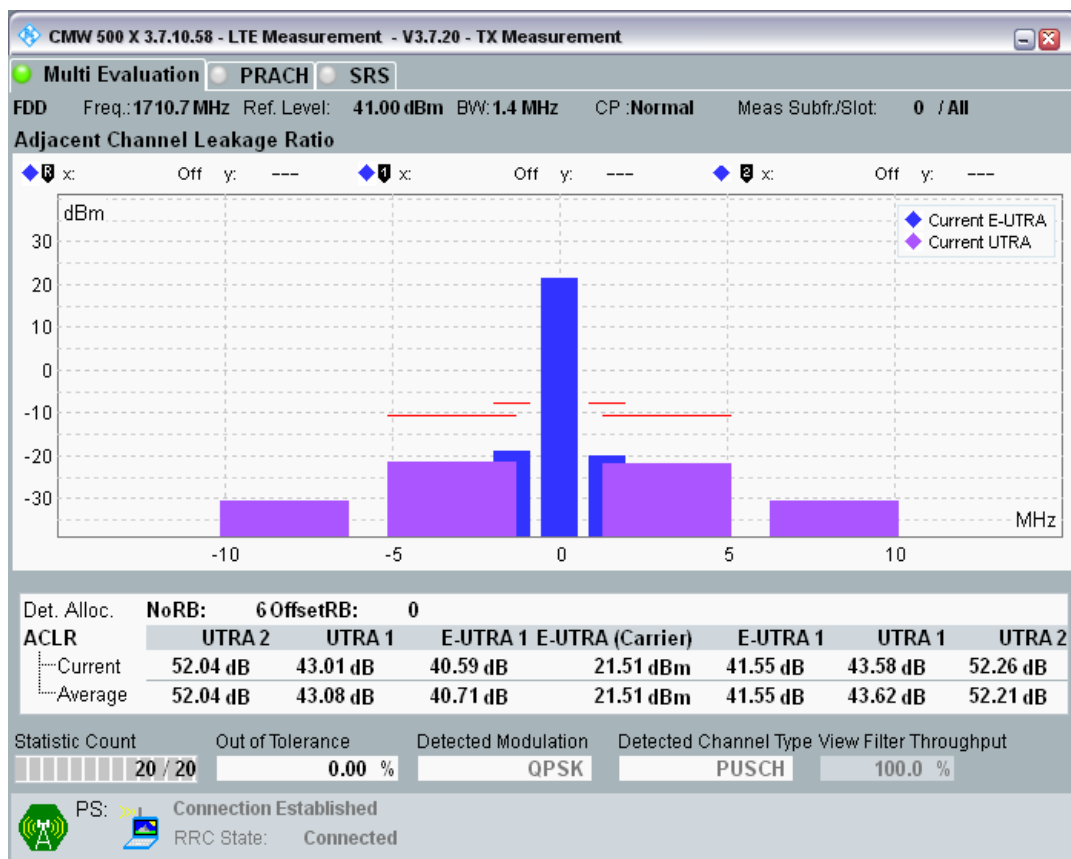 CMW 500 X 3.7.10.58 - LTE Measurement - V3.7.20 - TX Measurement
Multi Evaluation PRACH SRS
FDD Freq.: 1710.7 MHz Ref. Level: 41.00 dBm BW: 1.4 MHz CP :Normal Meas Subfr./Slot: 0 / All
Adjacent Channel Leakage Ratio
R x: Off y: --- 1 x: Off y: --- 2 x: Off y: ---
dBm
Current E-UTRA
Current UTRA
30
20
10
0
-10
-20
-30
MHz
-10 -5 0 5 10
Det. Alloc. NoRB: 6 OffsetRB: 0
ACLR UTRA 2 UTRA 1 E-UTRA 1 E-UTRA (Carrier) E-UTRA 1 UTRA 1 UTRA 2
Current 52.04 dB 43.01 dB 40.59 dB 21.51 dBm 41.55 dB 43.58 dB 52.26 dB
Average 52.04 dB 43.08 dB 40.71 dB 21.51 dBm 41.55 dB 43.62 dB 52.21 dB
Statistic Count Out of Tolerance Detected Modulation Detected Channel Type View Filter Throughput
20 / 20 0.00 % QPSK PUSCH 100.0 %
PS: Connection Established
RRC State: Connected